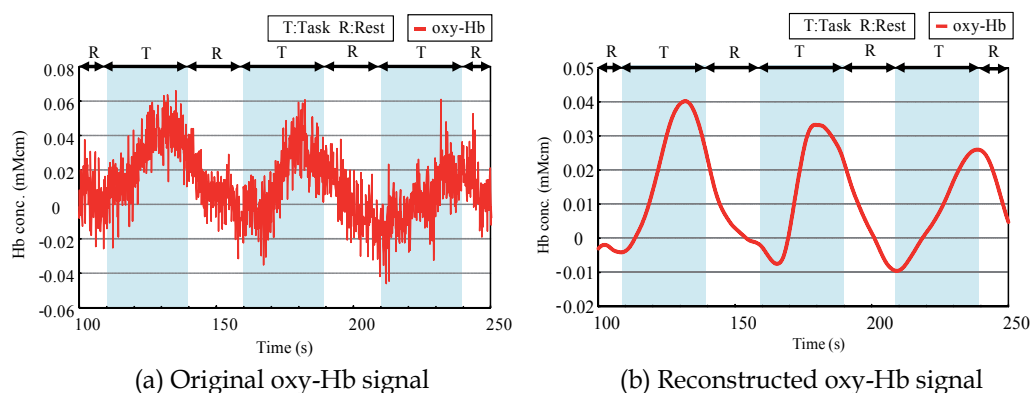 T:Task R:Rest oxy-Hb
R T R T R T R
0.08
0.06
0.04
0.02
0
-0.02
-0.04
-0.06
Hb conc. (mMcm)
100 150 200 250
Time (s)
(a) Original oxy-Hb signal
T:Task R:Rest oxy-Hb
R T R T R T R
0.05
0.04
0.03
0.02
0.01
0
-0.01
-0.02
Hb conc. (mMcm)
100 150 200 250
Time (s)
(b) Reconstructed oxy-Hb signal